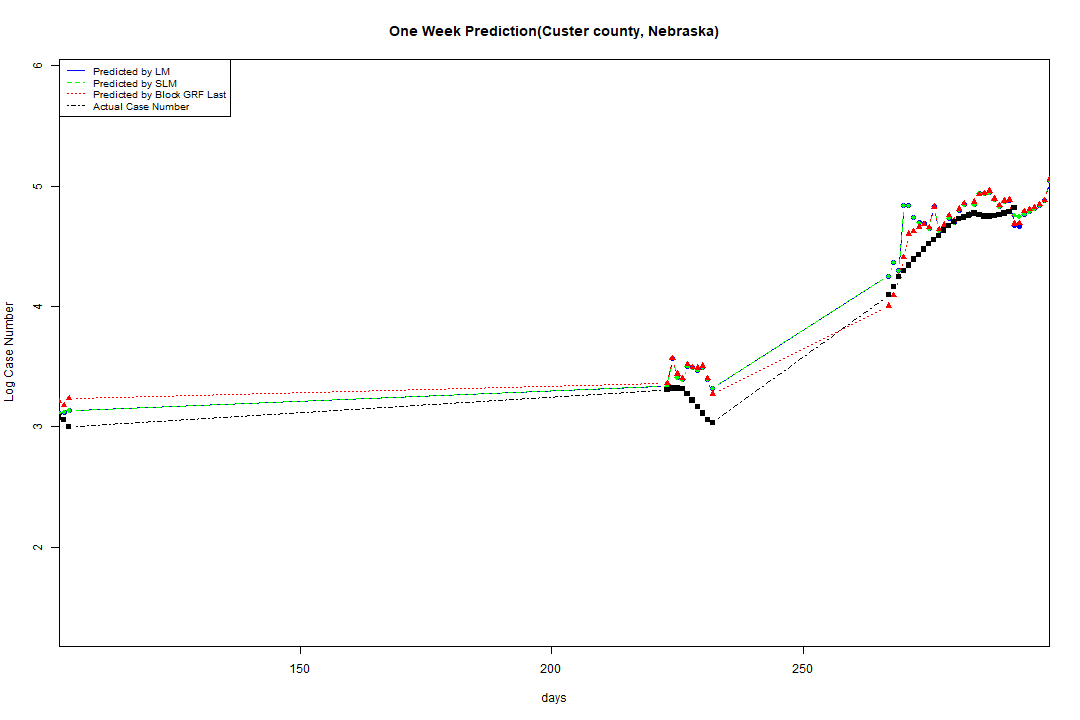 One Week Prediction(Custer county, Nebraska)
Predicted by LM
Predicted by SLM
Predicted by Block GRF Last
Actual Case Number
6
5
4
3
2
Log Case Number
150
200
250
days